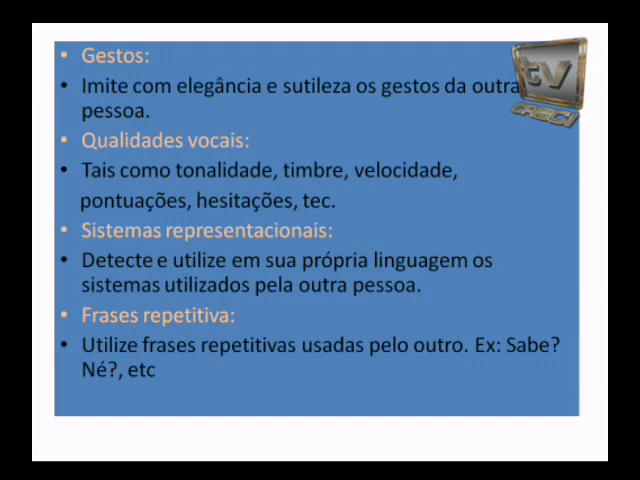 • Gestos:
• Imite com elegância e sutileza os gestos da outra
pessoa.
• Qualidades vocais:
• Tais como tonalidade, timbre, velocidade,
pontuações, hesitações, tec.
• Sistemas representacionais:
• Detecte e utilize em sua própria linguagem os
sistemas utilizados pela outra pessoa.
• Frases repetitiva:
• Utilize frases repetitivas usadas pelo outro. Ex: Sabe?
Né?, etc
tv
CRECI